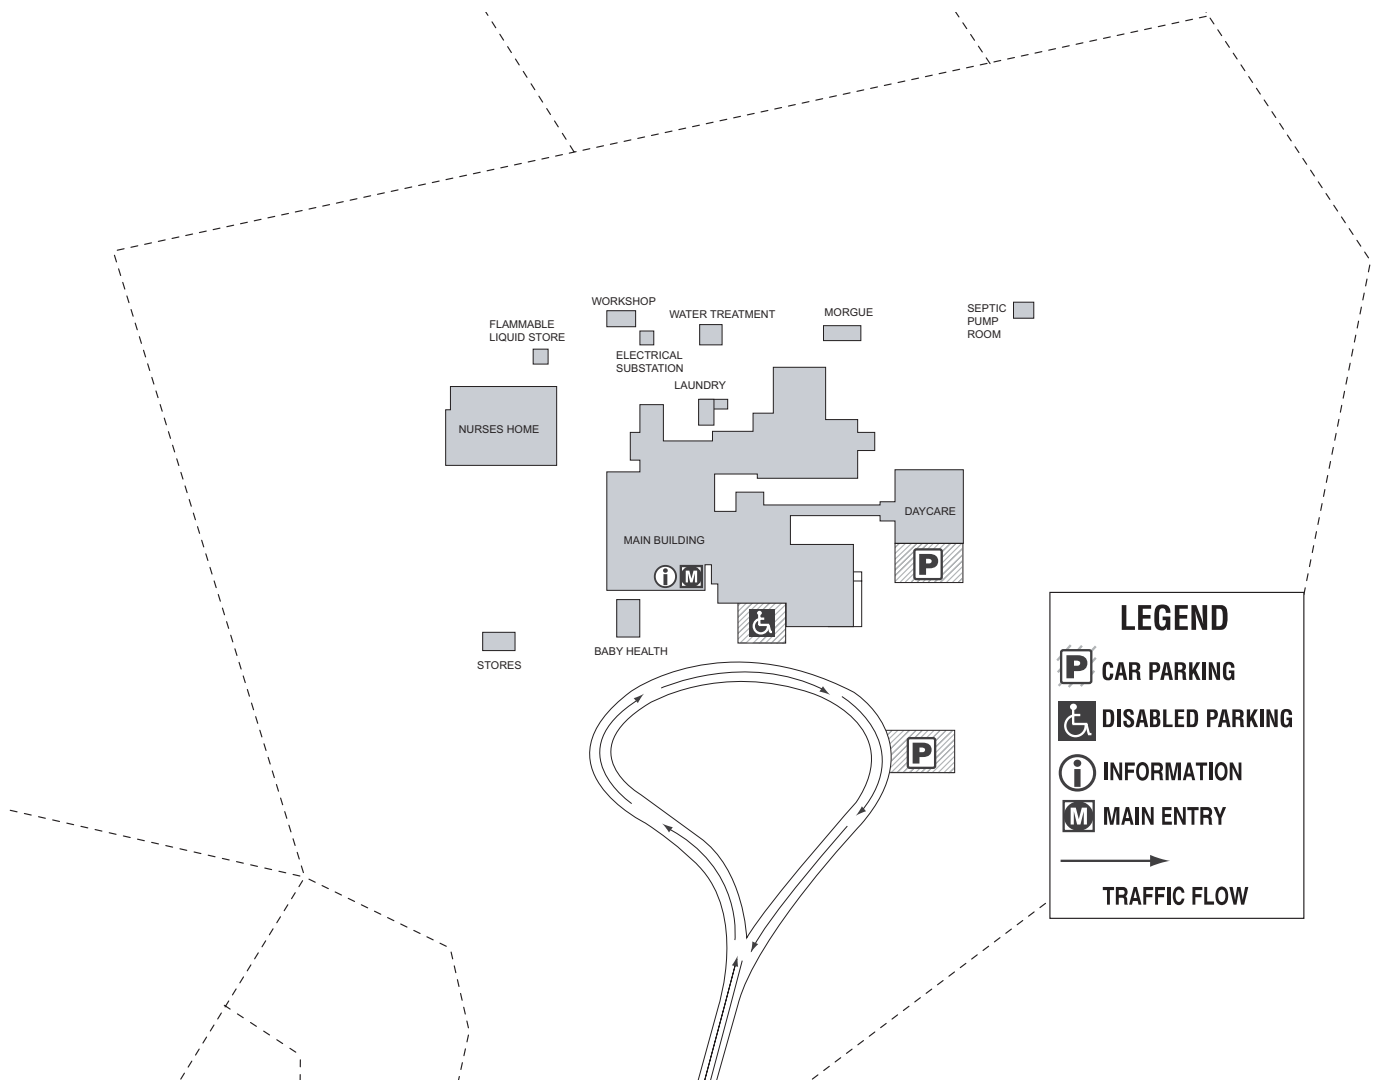 WORKSHOP
FLAMMABLE
LIQUID STORE
WATER TREATMENT
MORGUE
SEPTIC
PUMP
ROOM
ELECTRICAL
SUBSTATION
LAUNDRY
NURSES HOME
DAYCARE
MAIN BUILDING
i M
P
BABY HEALTH
STORES
P
LEGEND
P CAR PARKING
DISABLED PARKING
i INFORMATION
M MAIN ENTRY
TRAFFIC FLOW